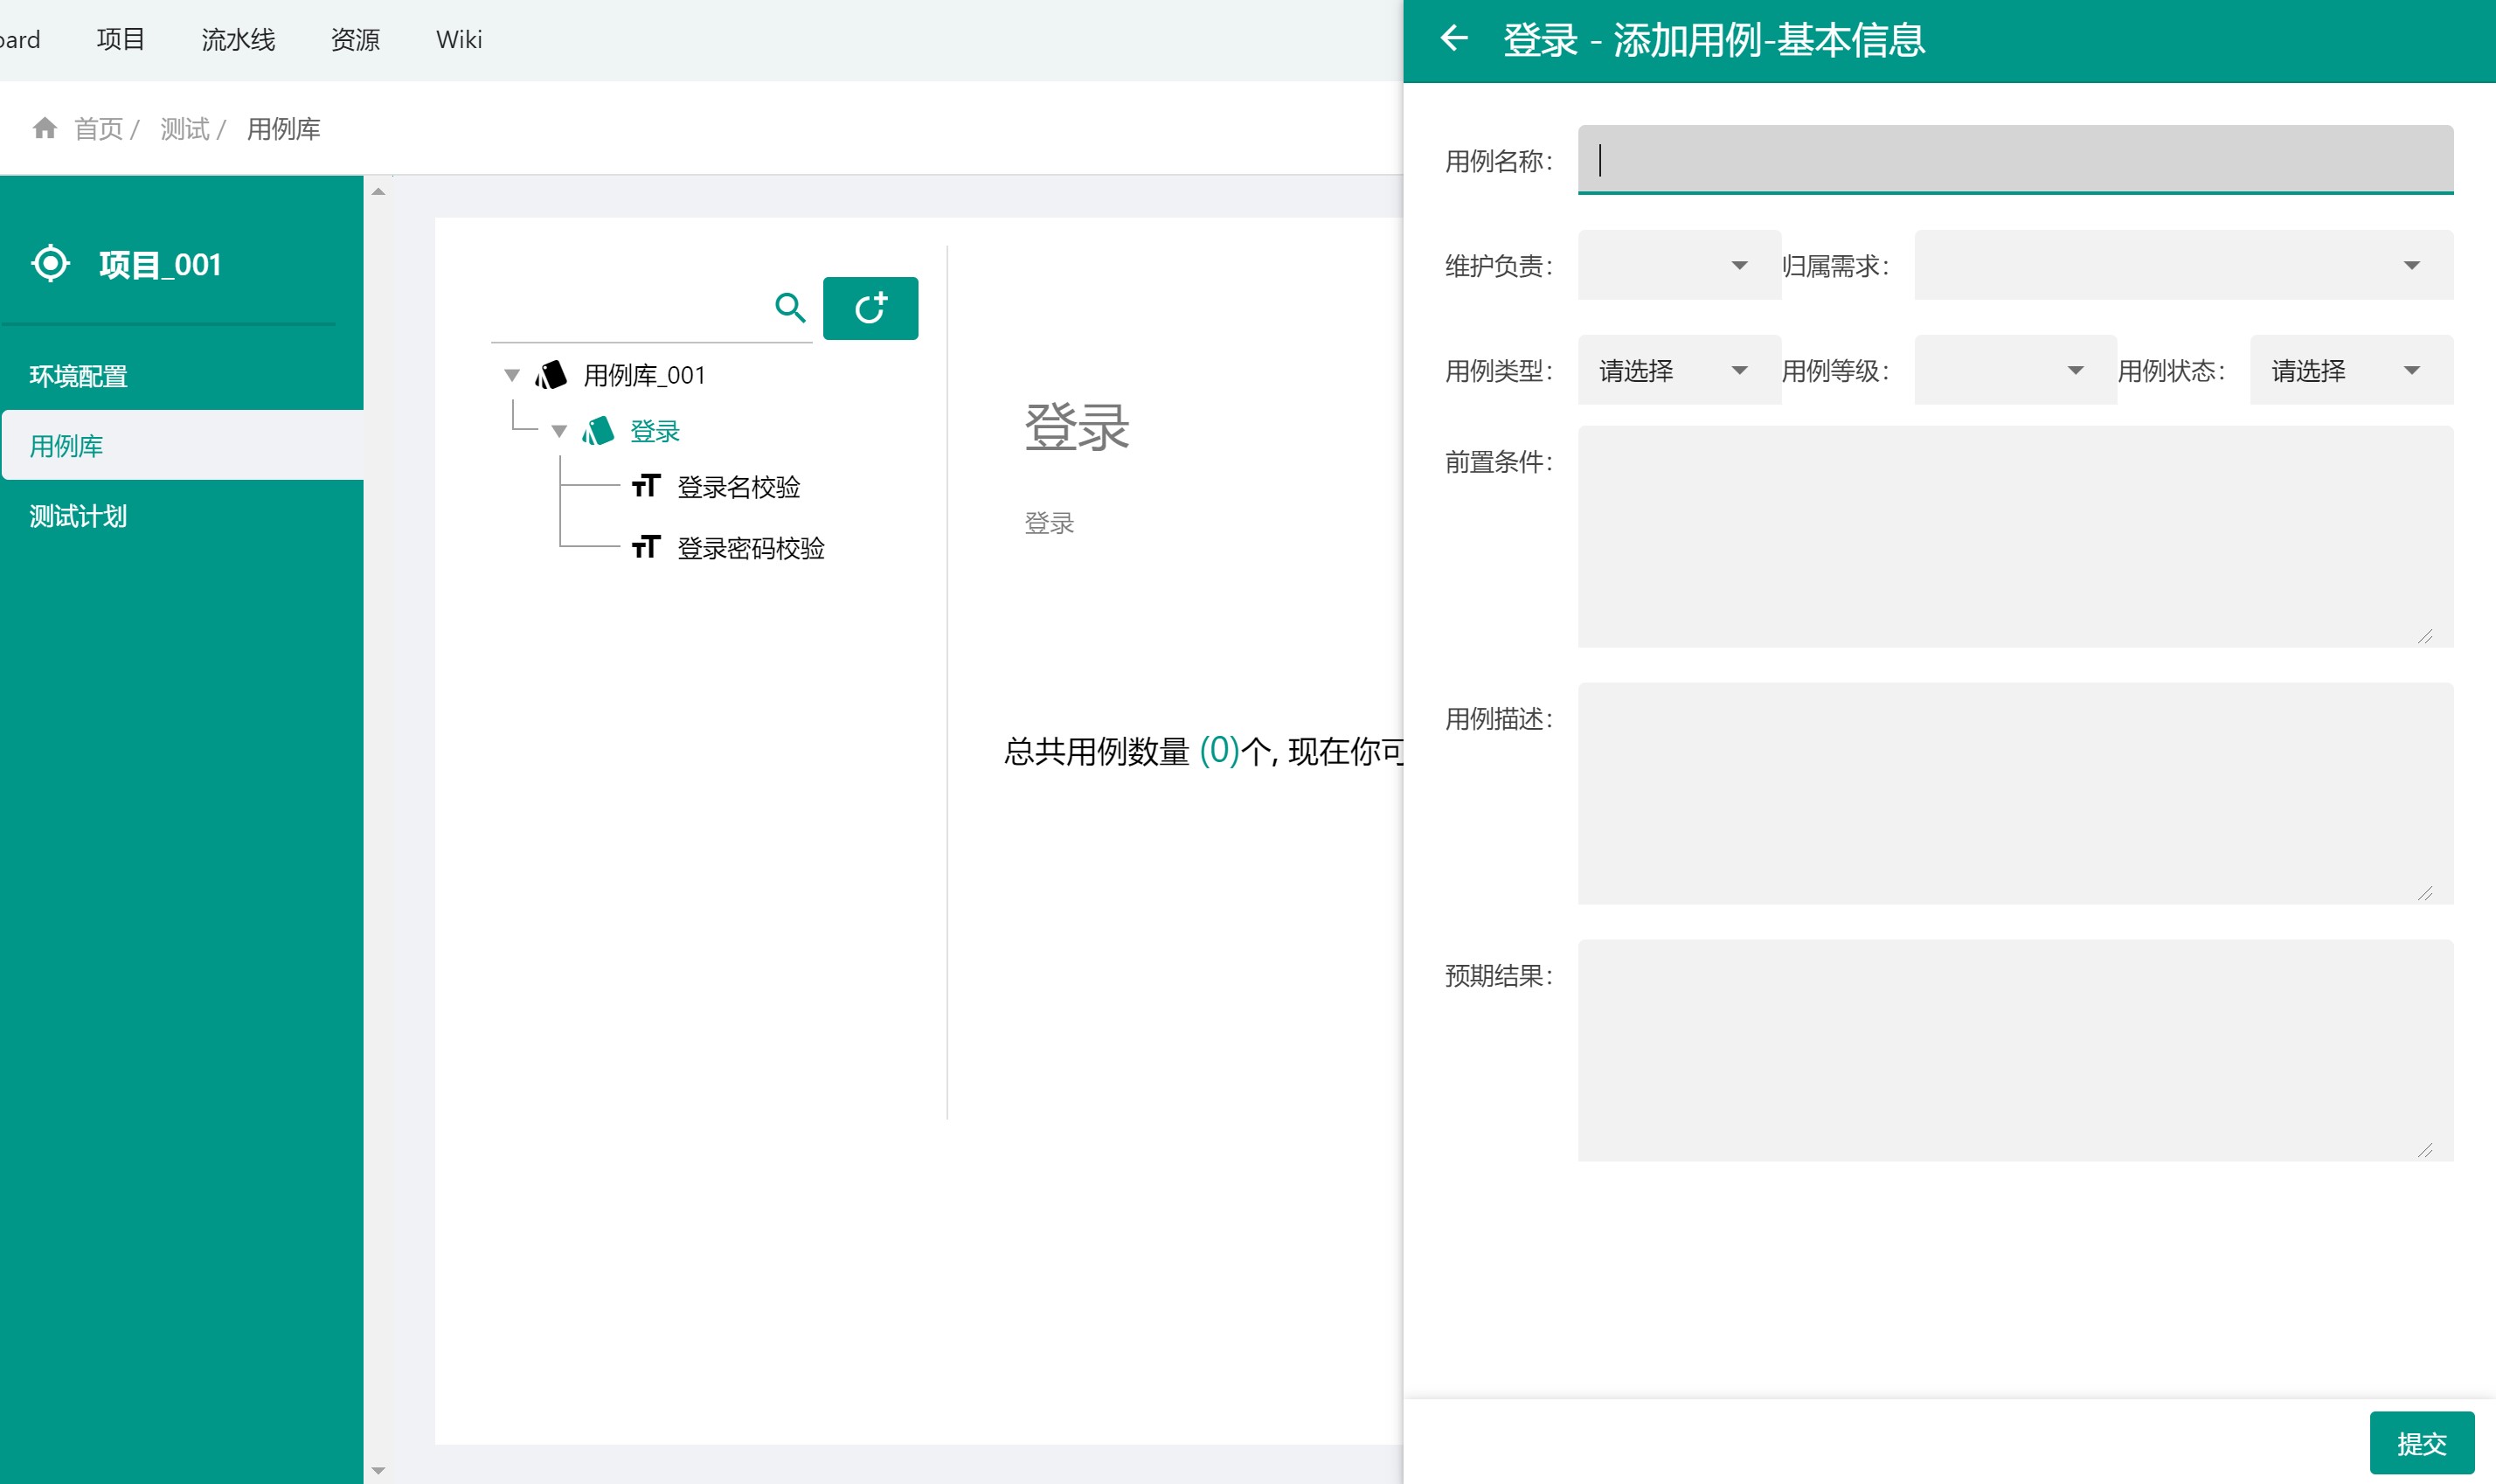 项目 流水线 资源 Wiki
首页 / 测试 / 用例库
项目_001
环境配置
用例库
测试计划
用例库_001
登录
登录名校验
登录密码校验
登录
登录
总共用例数量 (0)个, 现在你可
登录 - 添加用例-基本信息
用例名称：
维护负责： 归属需求：
用例类型： 请选择 用例等级： 用例状态： 请选择
前置条件：
用例描述：
预期结果：
提交